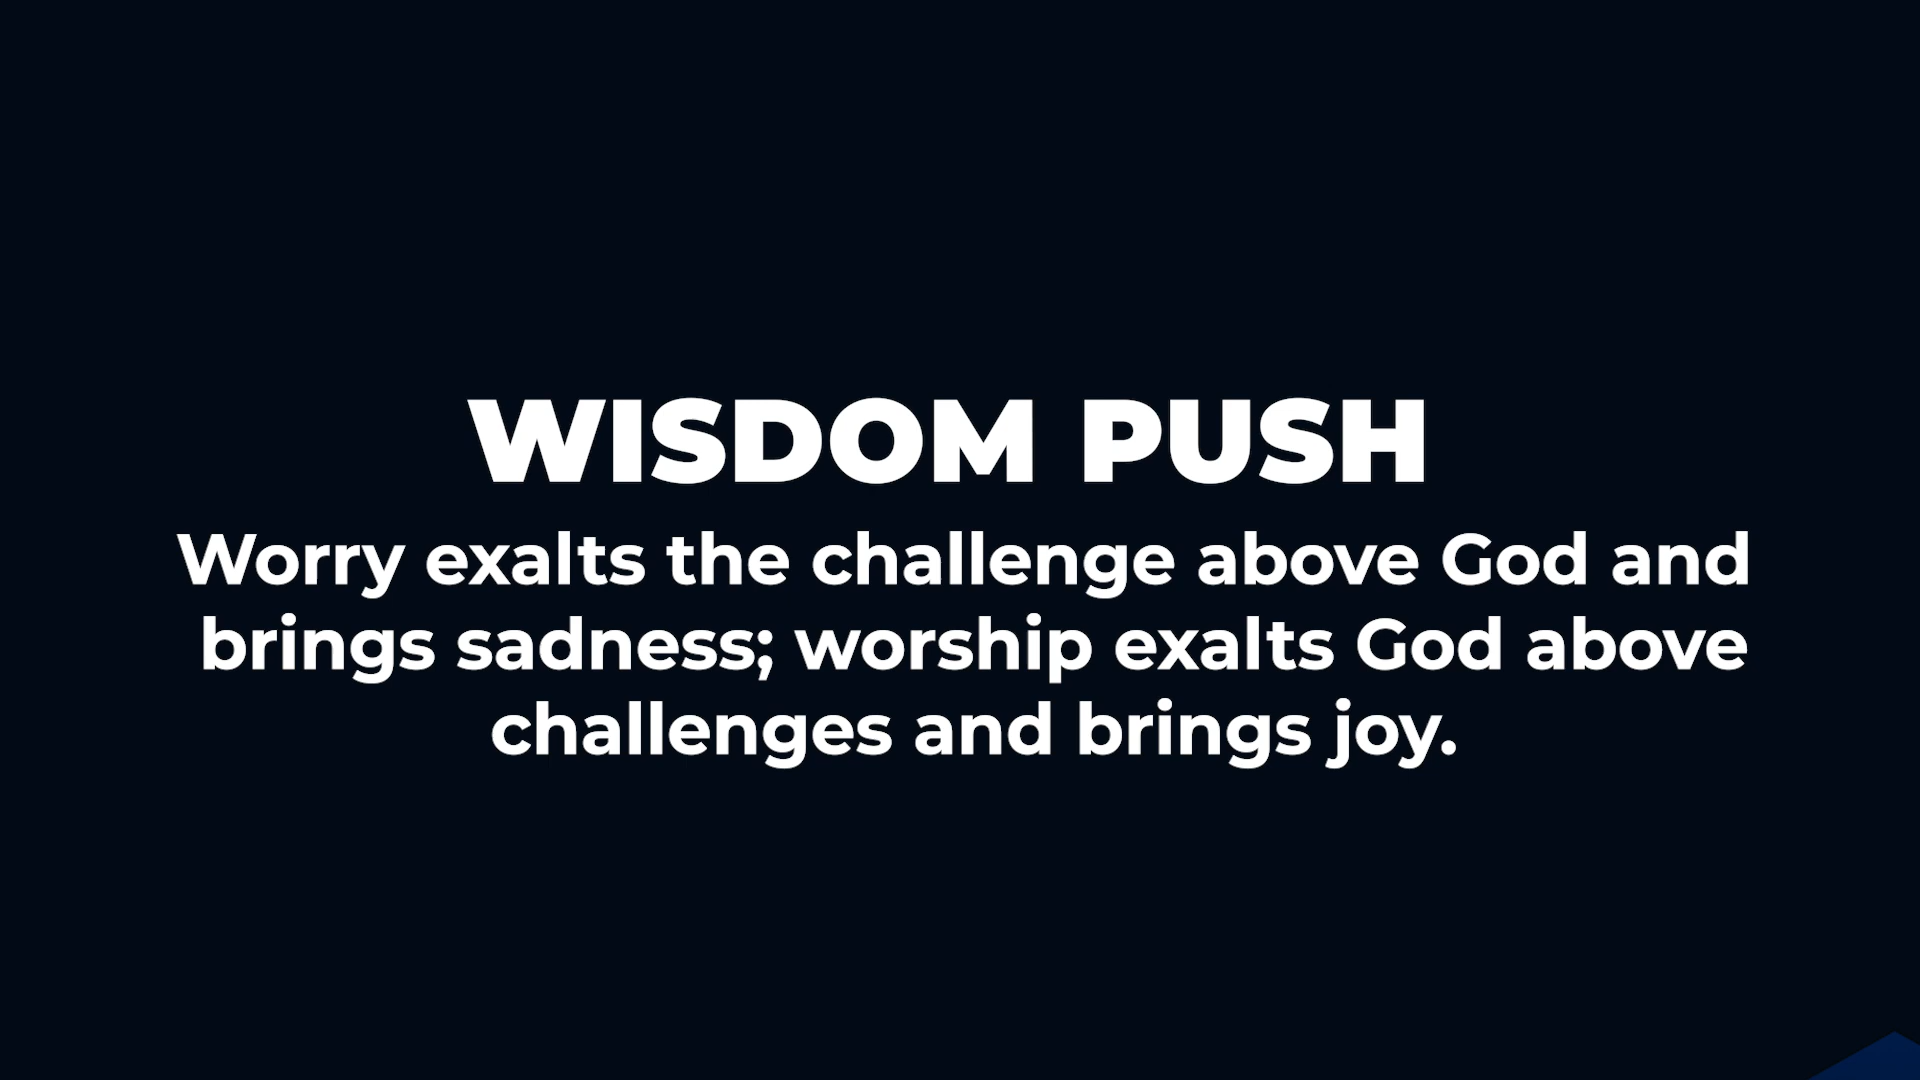 WISDOM PUSH
Worry exalts the challenge above God and
brings sadness; worship exalts God above
challenges and brings joy.